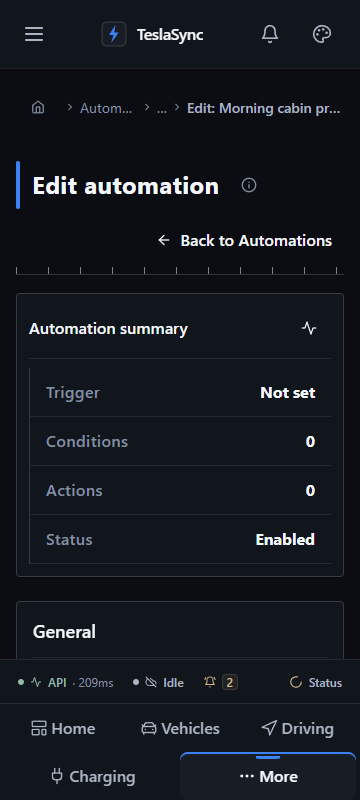 TeslaSync
Autom... > ... > Edit: Morning cabin pr...
Edit automation
Back to Automations
Automation summary
Trigger Not set
Conditions 0
Actions 0
Status Enabled
General
API · 209ms Idle 2 Status
Home Vehicles Driving
Charging More